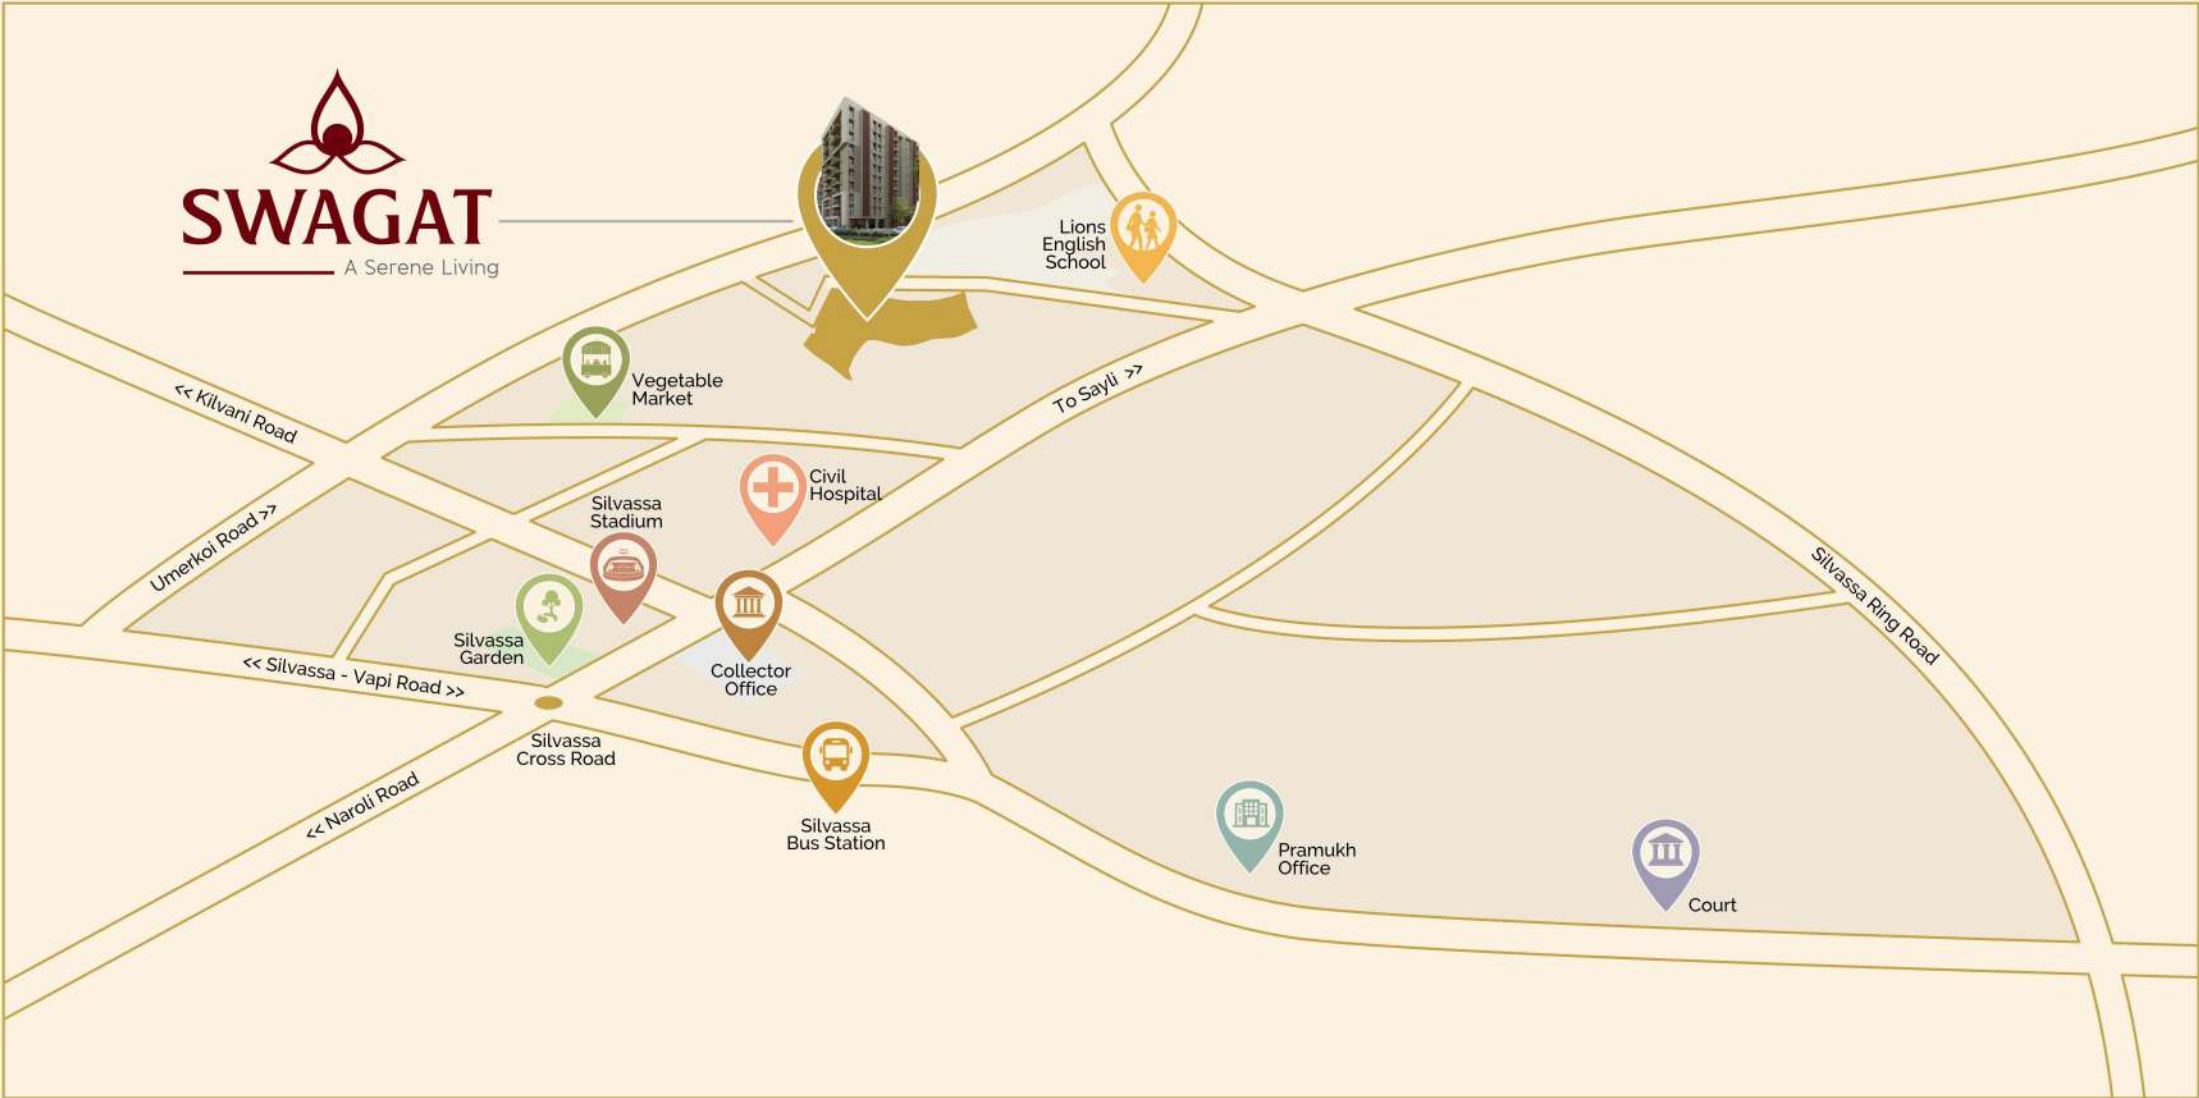 SWAGAT
A Serene Living
Lions
English
School
Vegetable
Market
<< Kilvani Road
To Sayli >>
Civil
Hospital
Silvassa
Stadium
Umerkoi Road >>
Silvassa Ring Road
Silvassa
Garden
<< Silvassa - Vapi Road >>
Collector
Office
Silvassa
Cross Road
<< Naroli Road
Silvassa
Bus Station
Pramukh
Office
Court